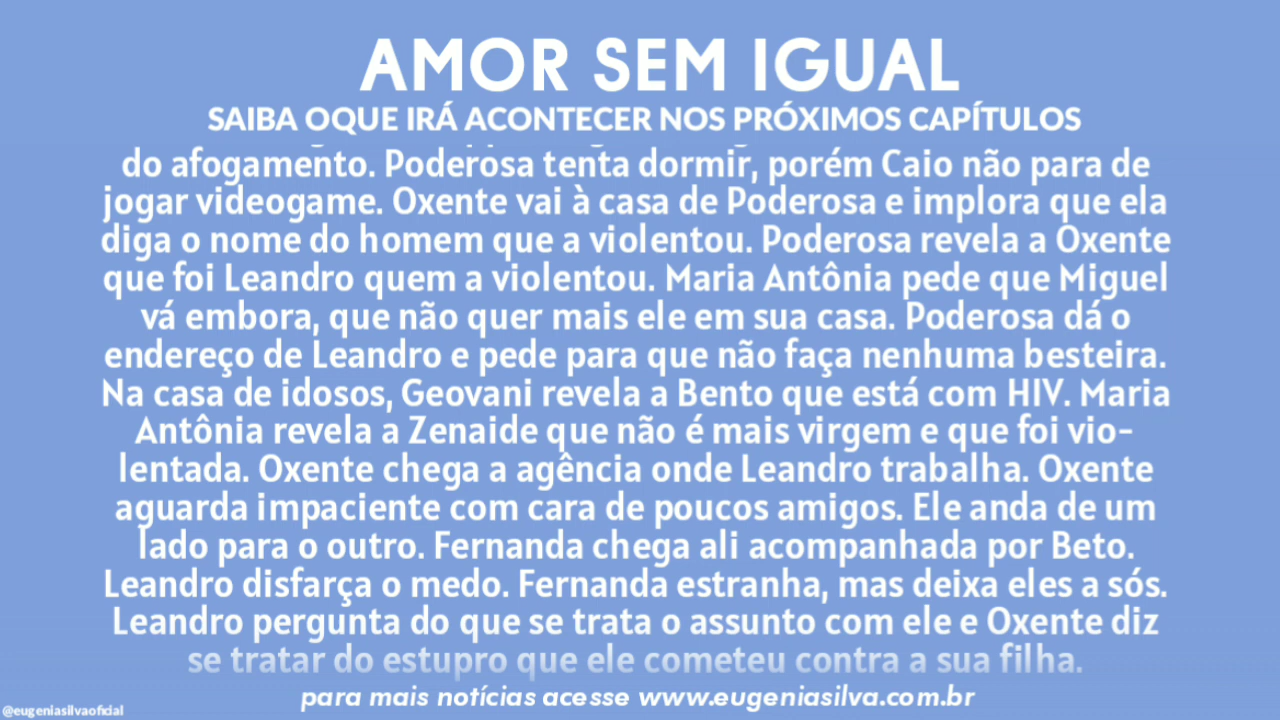 AMOR SEM IGUAL
SAIBA OQUE IRÁ ACONTECER NOS PRÓXIMOS CAPÍTULOS
do afogamento. Poderosa tenta dormir, porém Caio não para de
jogar videogame. Oxente vai à casa de Poderosa e implora que ela
diga o nome do homem que a violentou. Poderosa revela a Oxente
que foi Leandro quem a violentou. Maria Antônia pede que Miguel
vá embora, que não quer mais ele em sua casa. Poderosa dá o
endereço de Leandro e pede para que não faça nenhuma besteira.
Na casa de idosos, Geovani revela a Bento que está com HIV. Maria
Antônia revela a Zenaide que não é mais virgem e que foi vio-
lentada. Oxente chega a agência onde Leandro trabalha. Oxente
aguarda impaciente com cara de poucos amigos. Ele anda de um
lado para o outro. Fernanda chega ali acompanhada por Beto.
Leandro disfarça o medo. Fernanda estranha, mas deixa eles a sós.
Leandro pergunta do que se trata o assunto com ele e Oxente diz
se tratar do estupro que ele cometeu contra a sua filha.
para mais notícias acesse www.eugeniasilva.com.br
@eugeniasilvaoficial